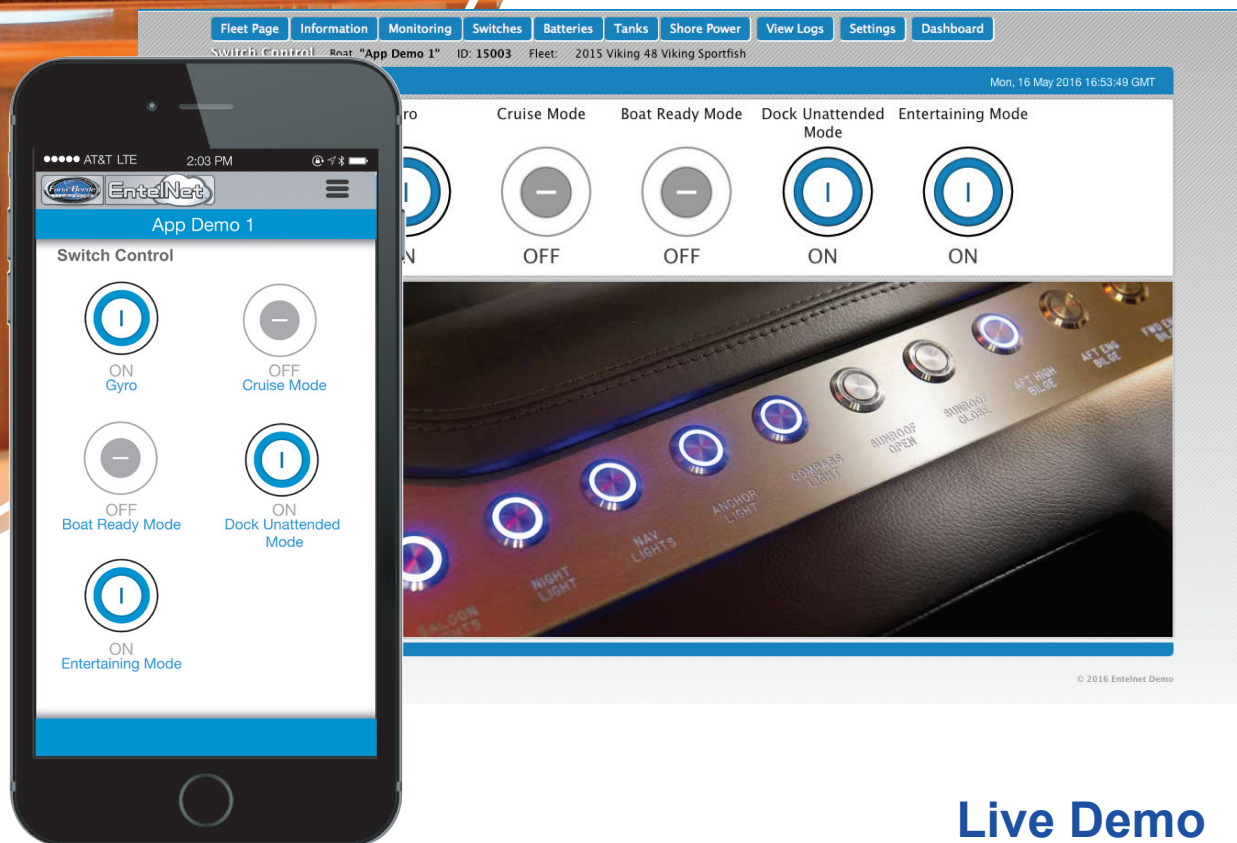 Fleet Page Information Monitoring Switches Batteries Tanks Shore Power View Logs Settings Dashboard
Switch Control Boat "App Demo 1" ID: 15003 Fleet: 2015 Viking 48 Viking Sportfish
Mon, 16 May 2016 16:53:49 GMT
ro Cruise Mode Boat Ready Mode Dock Unattended Entertaining Mode
Mode
N OFF OFF ON ON
AT&T LTE 2:03 PM
EntelNet
App Demo 1
Switch Control
ON OFF
Gyro Cruise Mode
OFF ON
Boat Ready Mode Dock Unattended
Mode
ON
Entertaining Mode
SALOON
LIGHTS
NIGHT
LIGHT
NAV
LIGHTS
ANCHOR
LIGHT
COMPASS
LIGHT
SUNROOF
OPEN
SUNROOF
CLOSE
AFT HIGH
BILGE
AFT ENG
BILGE
FWD EN
© 2016 Entelnet Demo
Live Demo